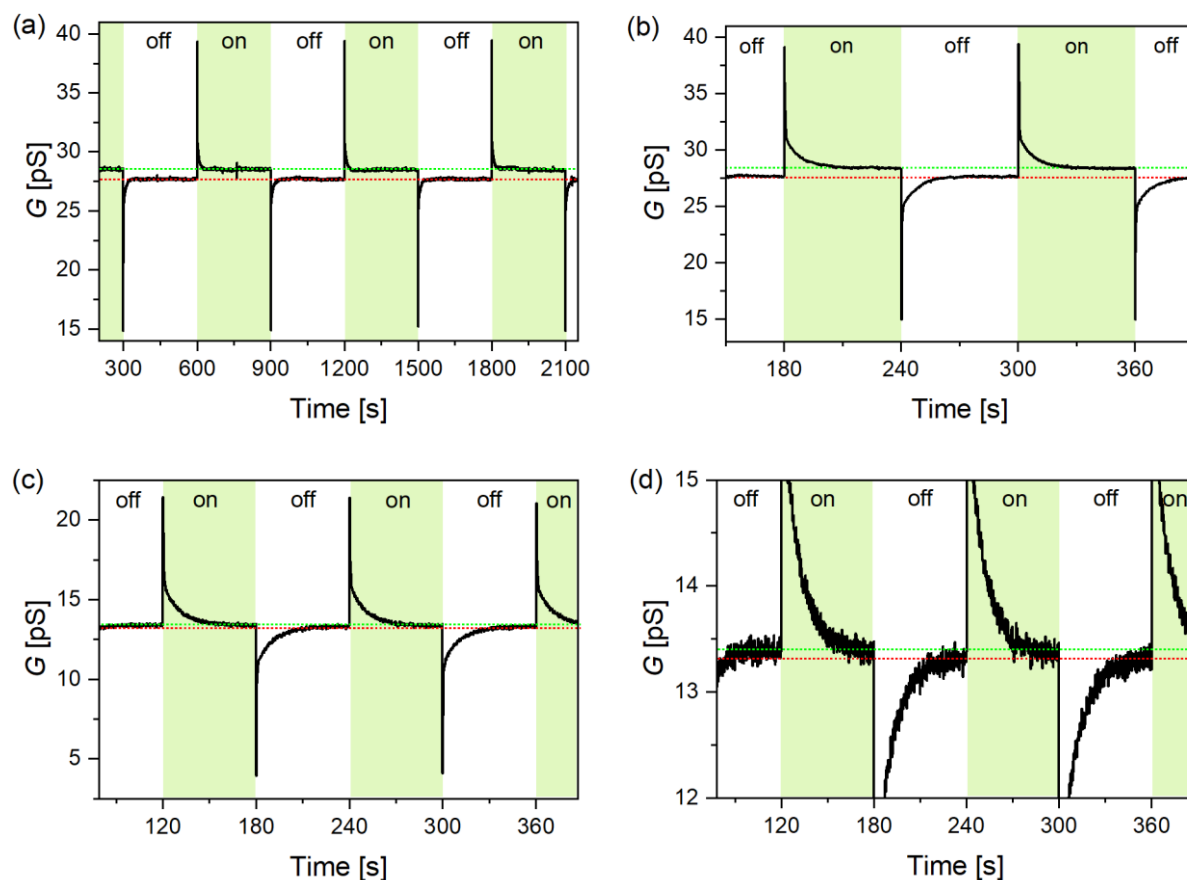 (a)
off on off on off on
G [pS]
40
35
30
25
20
15
300 600 900 1200 1500 1800 2100
Time [s]
(b)
off on off on off
G [pS]
40
35
30
25
20
15
180 240 300 360
Time [s]
(c)
off on off on off on
G [pS]
20
15
10
5
120 180 240 300 360
Time [s]
(d)
off on off on off on
G [pS]
15
14
13
12
120 180 240 300 360
Time [s]